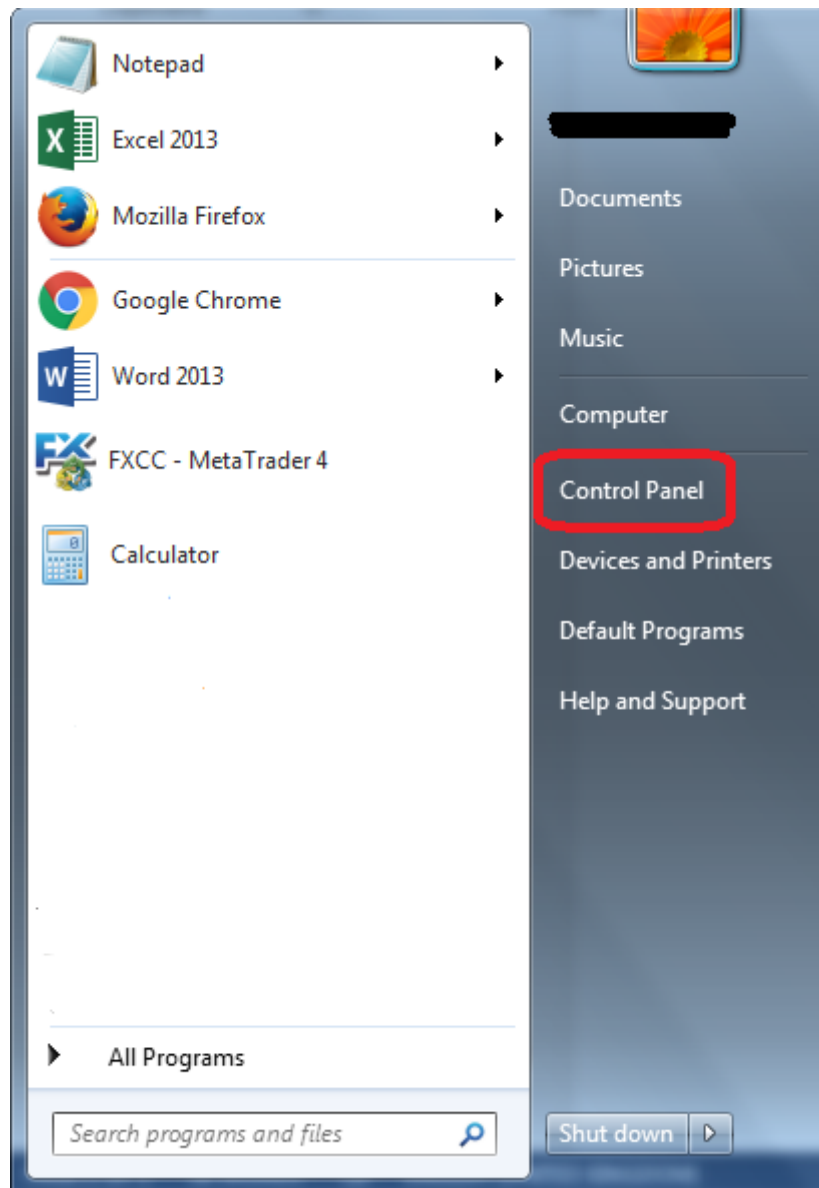 Notepad
Excel 2013
Mozilla Firefox
Google Chrome
Word 2013
FXCC - MetaTrader 4
Calculator
All Programs
Search programs and files
Documents
Pictures
Music
Computer
Control Panel
Devices and Printers
Default Programs
Help and Support
Shut down